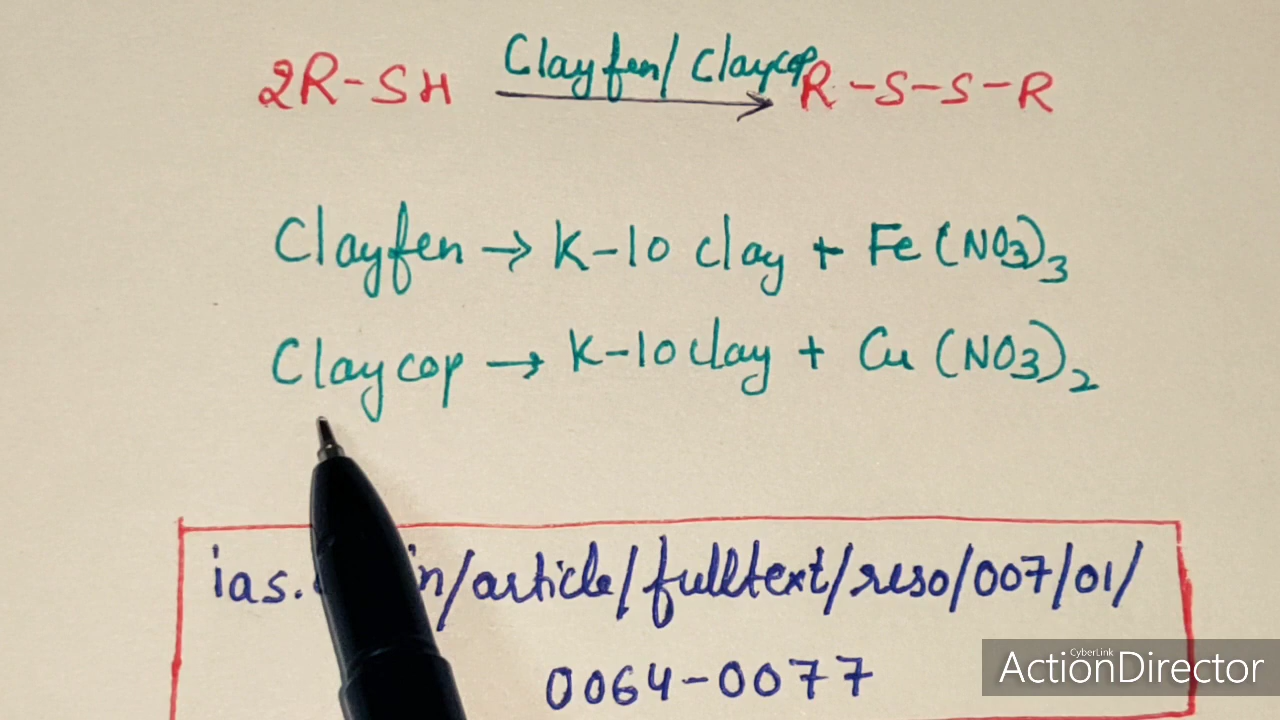 2R-SH Clayfen/Claycop R-S-S-R
Clayfen → K-10 clay + Fe(NO3)3
Claycop → K-10 clay + Cu(NO3)2
ias. in/article/fulltext/reso/007/01/
0064-0077
CyberLink
ActionDirector